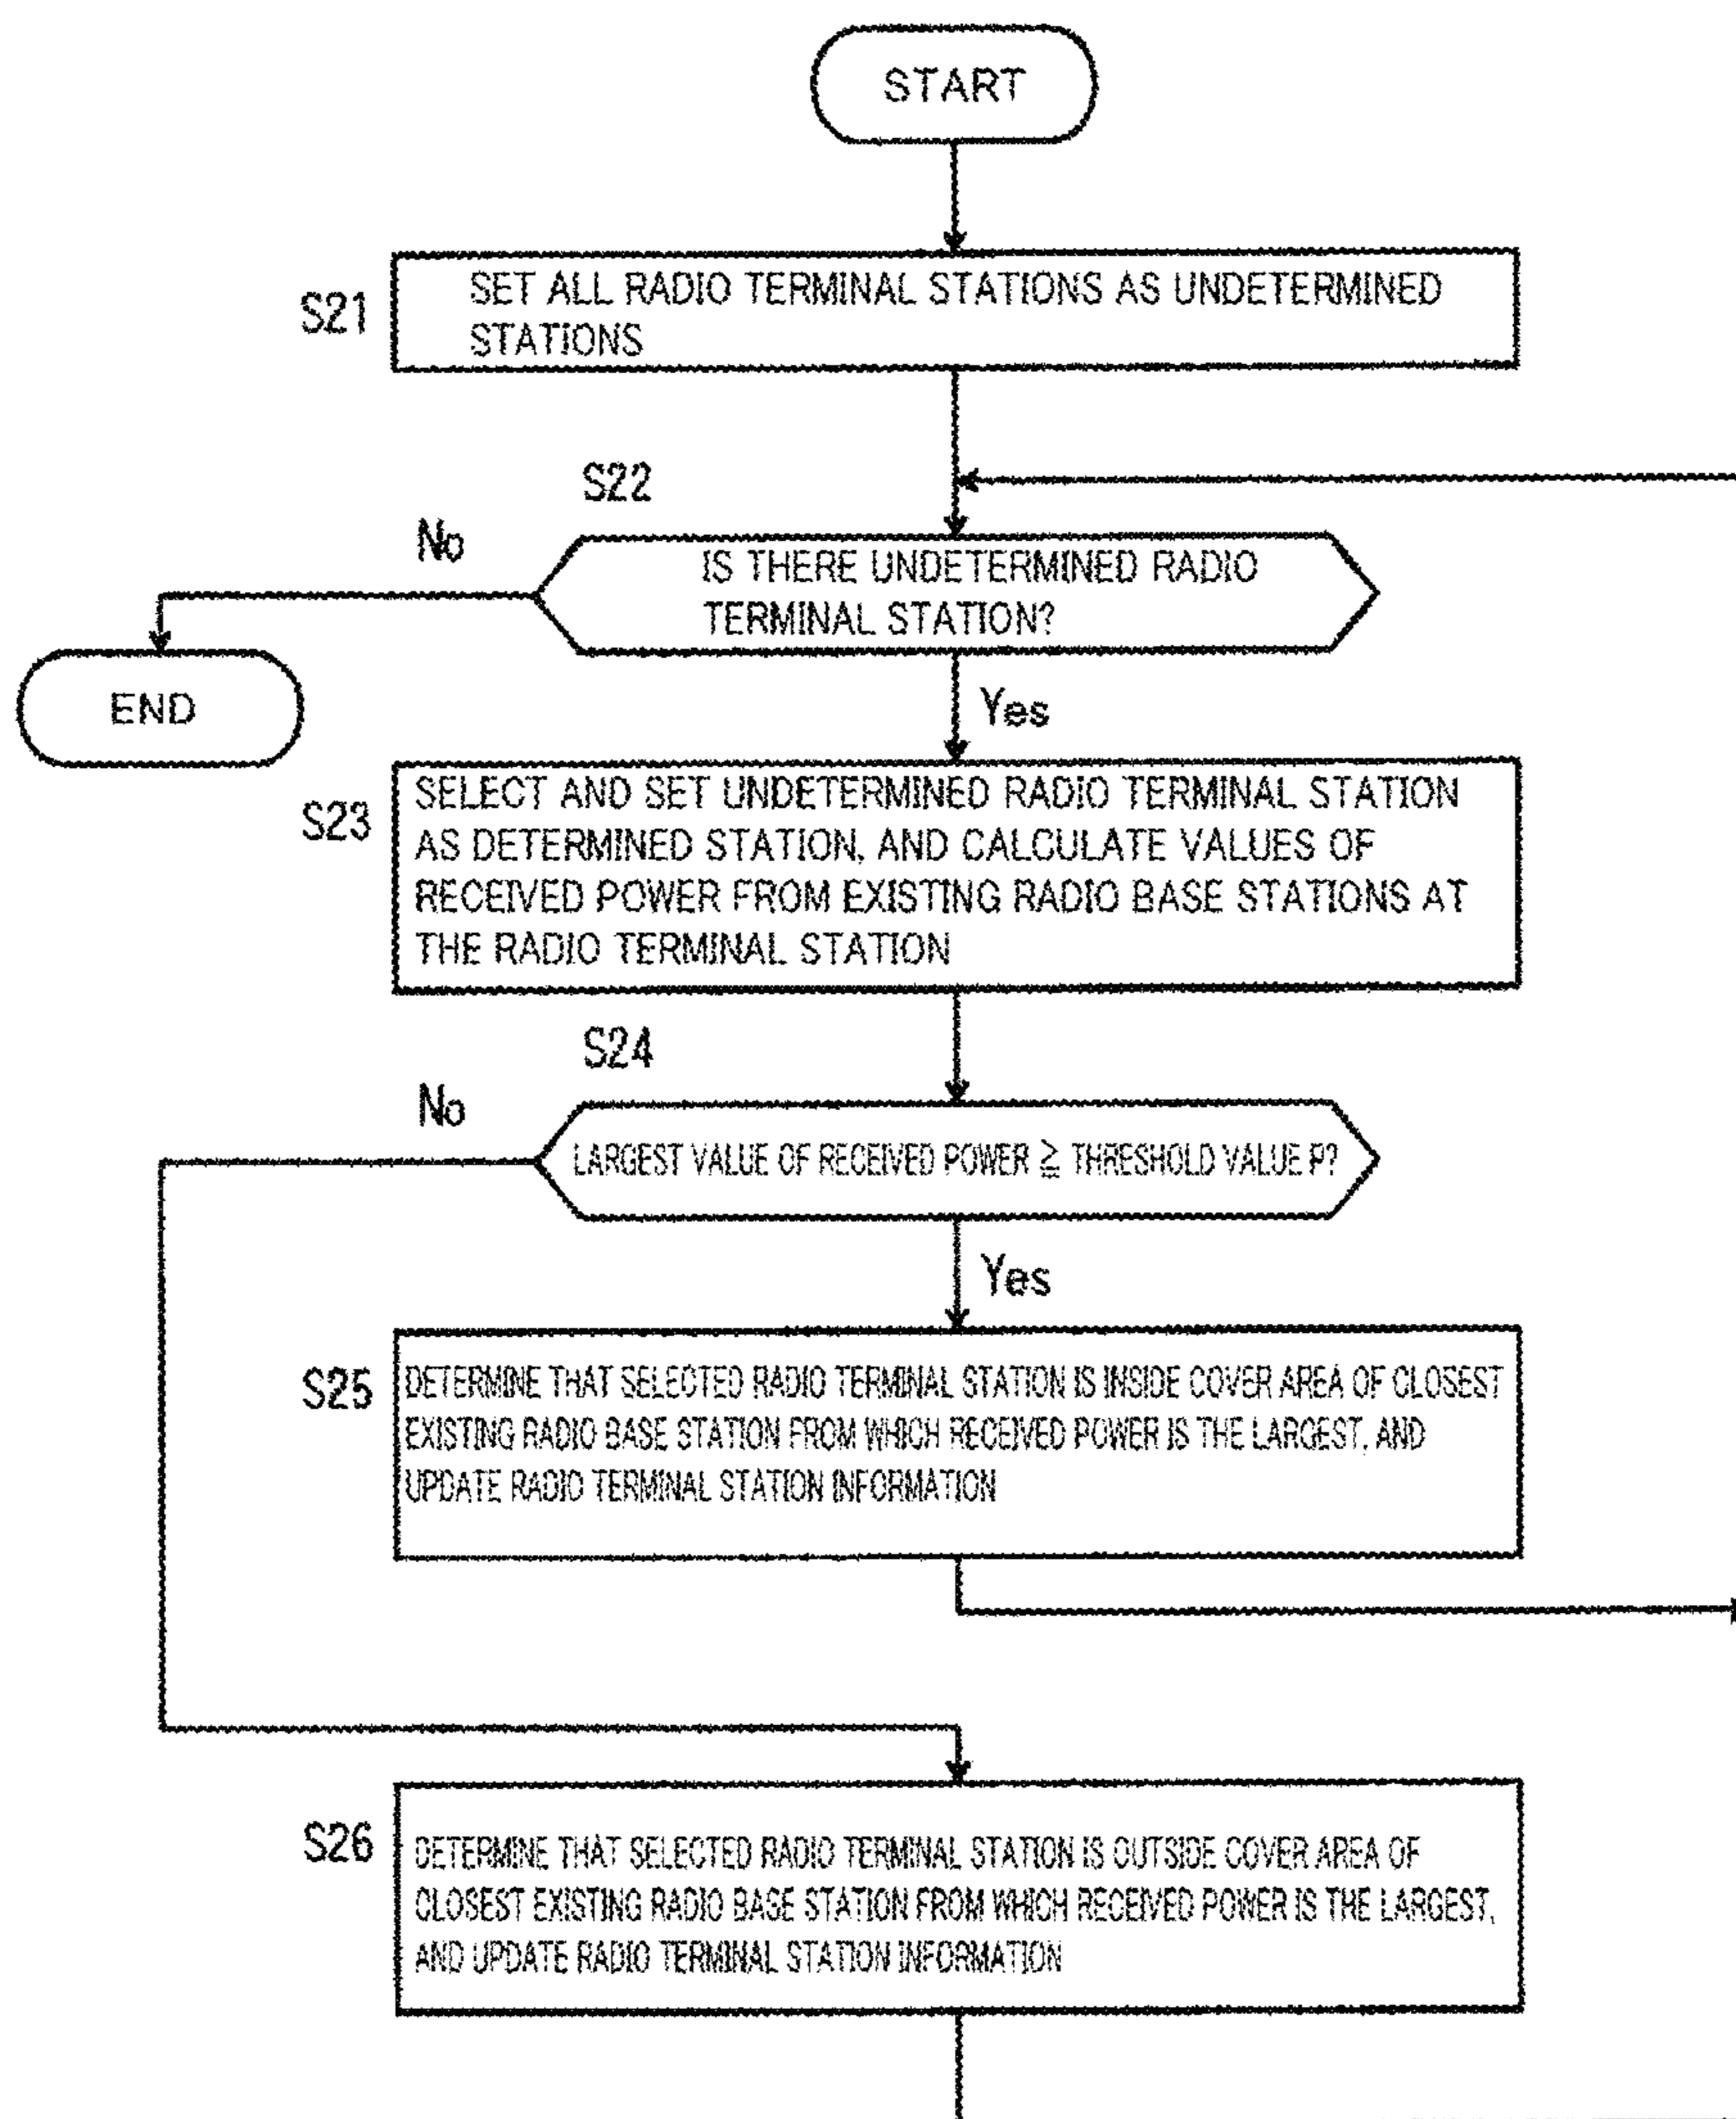 START
S21
SET ALL RADIO TERMINAL STATIONS AS UNDETERMINED
STATIONS
S22
No
IS THERE UNDETERMINED RADIO
TERMINAL STATION?
END
Yes
S23
SELECT AND SET UNDETERMINED RADIO TERMINAL STATION
AS DETERMINED STATION, AND CALCULATE VALUES OF
RECEIVED POWER FROM EXISTING RADIO BASE STATIONS AT
THE RADIO TERMINAL STATION
S24
No
LARGEST VALUE OF RECEIVED POWER ≧ THRESHOLD VALUE P?
Yes
S25
DETERMINE THAT SELECTED RADIO TERMINAL STATION IS INSIDE COVER AREA OF CLOSEST
EXISTING RADIO BASE STATION FROM WHICH RECEIVED POWER IS THE LARGEST, AND
UPDATE RADIO TERMINAL STATION INFORMATION
S26
DETERMINE THAT SELECTED RADIO TERMINAL STATION IS OUTSIDE COVER AREA OF
CLOSEST EXISTING RADIO BASE STATION FROM WHICH RECEIVED POWER IS THE LARGEST,
AND UPDATE RADIO TERMINAL STATION INFORMATION